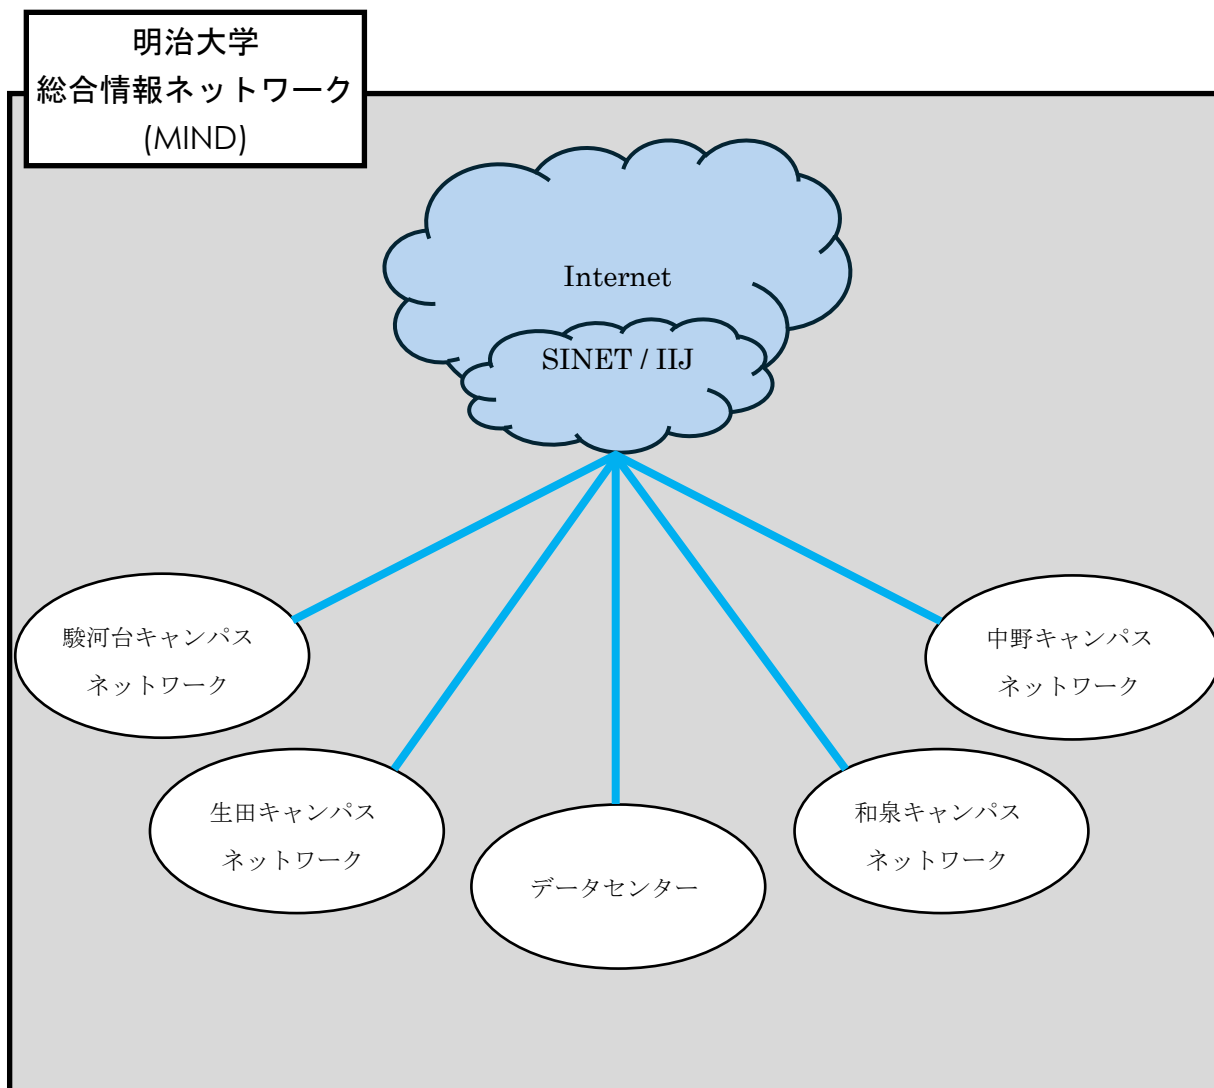 明治大学
総合情報ネットワーク
(MIND)
Internet
SINET / IIJ
駿河台キャンパス
ネットワーク
中野キャンパス
ネットワーク
生田キャンパス
ネットワーク
和泉キャンパス
ネットワーク
データセンター